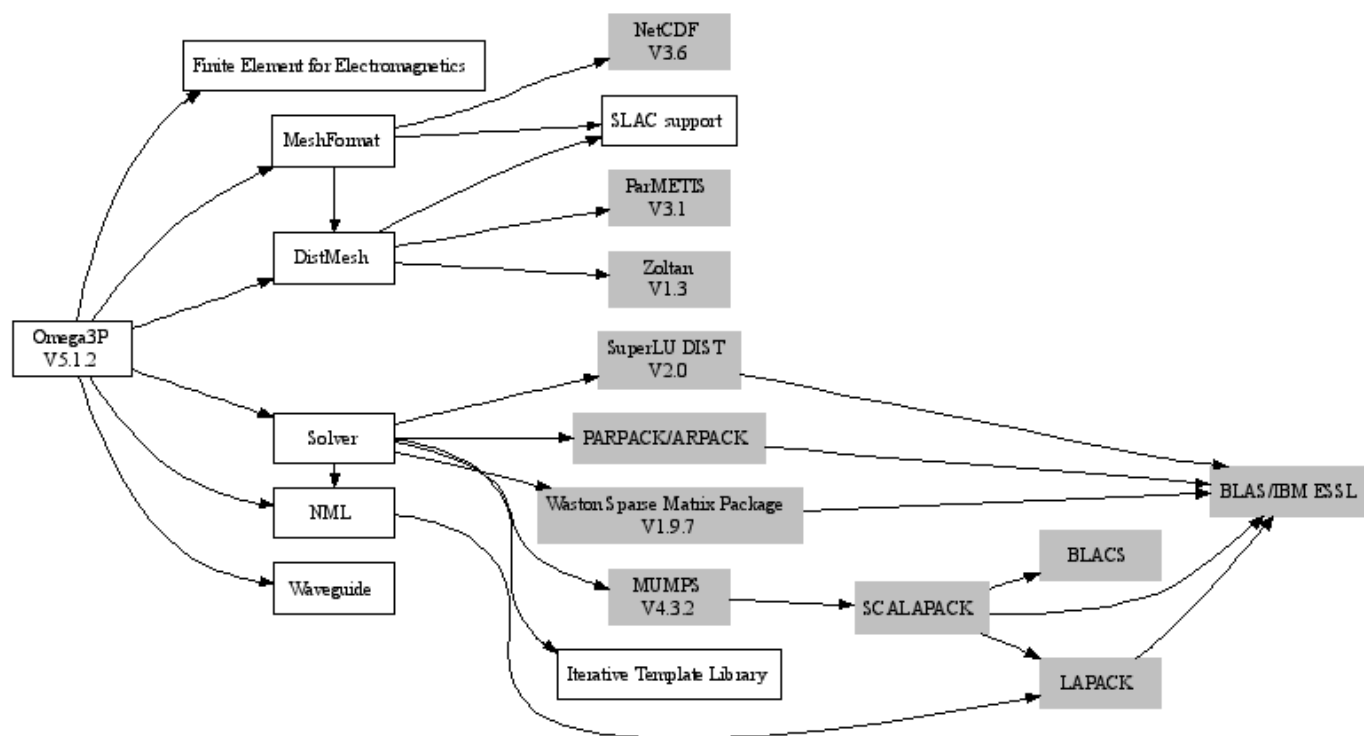 NetCDF
V3.6
Finite Element for Electromagnetics
SLAC support
MeshFormat
ParMETIS
V3.1
DistMesh
Zoltan
V1.3
Omega3P
V5.1.2
SuperLU DIST
V2.0
Solver
PARPACK/ARPACK
BLAS/IBM ESSL
NML
Waston Sparse Matrix Package
V1.9.7
BLACS
Waveguide
MUMPS
V4.3.2
SCALAPACK
Iterative Template Library
LAPACK